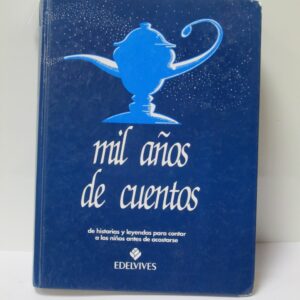 mil años
de cuentos
de historias y leyendas para contar
a los niños antes de acostarse
EDELVIVES